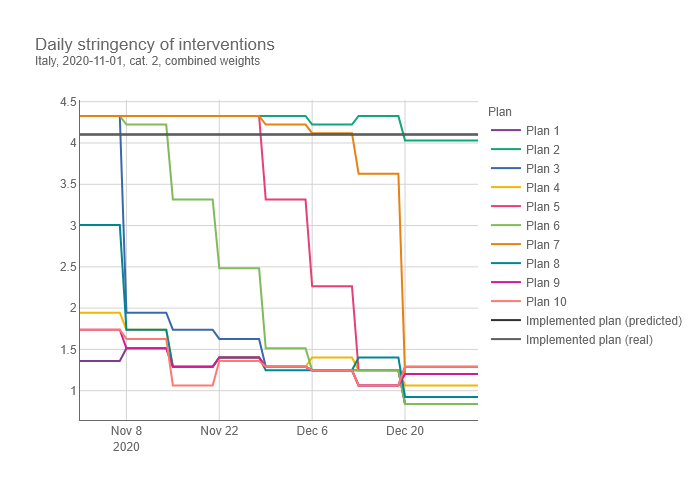 Daily stringency of interventions
Italy, 2020-11-01, cat. 2, combined weights
4.5
4
3.5
3
2.5
2
1.5
1
Nov 8
2020
Nov 22
Dec 6
Dec 20
Plan
Plan 1
Plan 2
Plan 3
Plan 4
Plan 5
Plan 6
Plan 7
Plan 8
Plan 9
Plan 10
Implemented plan (predicted)
Implemented plan (real)